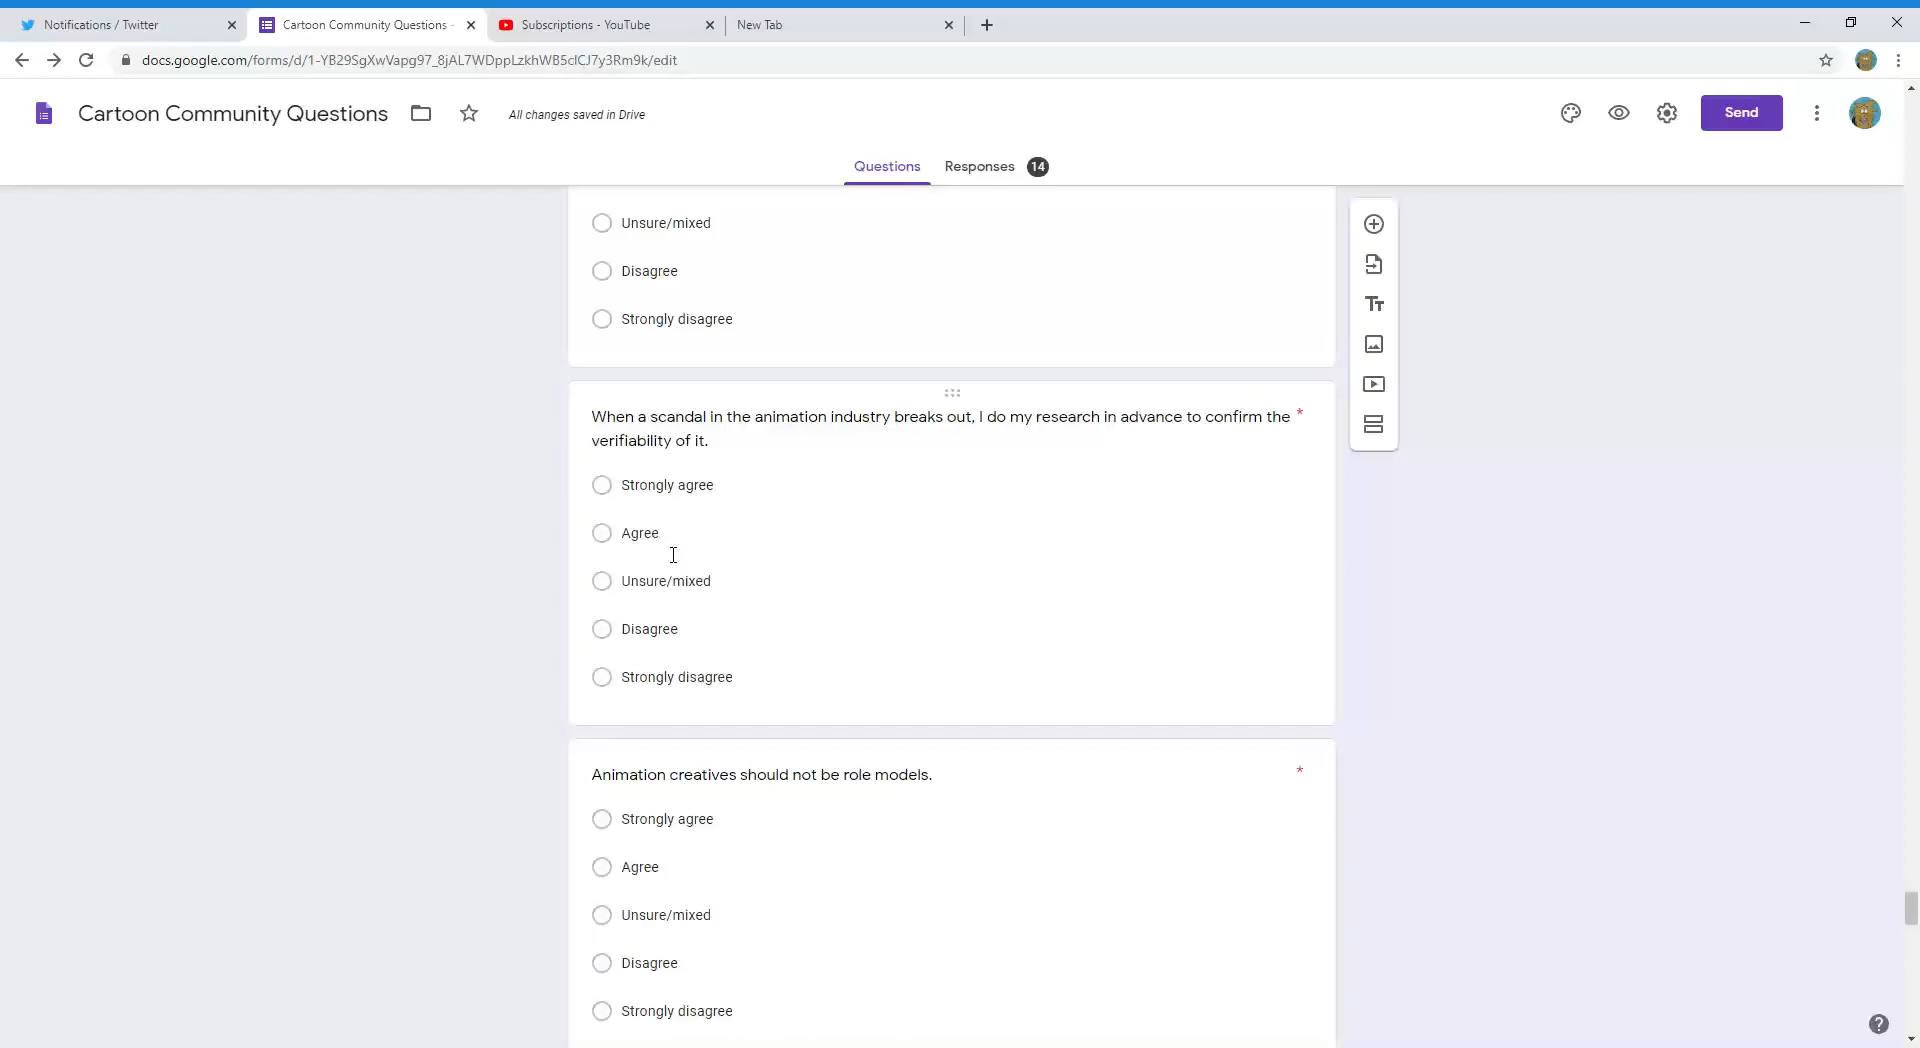 Notifications / Twitter
Cartoon Community Questions -
Subscriptions - YouTube
New Tab
docs.google.com/forms/d/1-YB29SgXwVapg97_8jAL7WDppLzkhWB5clCJ7y3Rm9k/edit
Cartoon Community Questions
All changes saved in Drive
Send
Questions
Responses 14
Unsure/mixed
Disagree
Strongly disagree
When a scandal in the animation industry breaks out, I do my research in advance to confirm the *
verifiability of it.
Strongly agree
Agree
Unsure/mixed
Disagree
Strongly disagree
Animation creatives should not be role models. *
Strongly agree
Agree
Unsure/mixed
Disagree
Strongly disagree